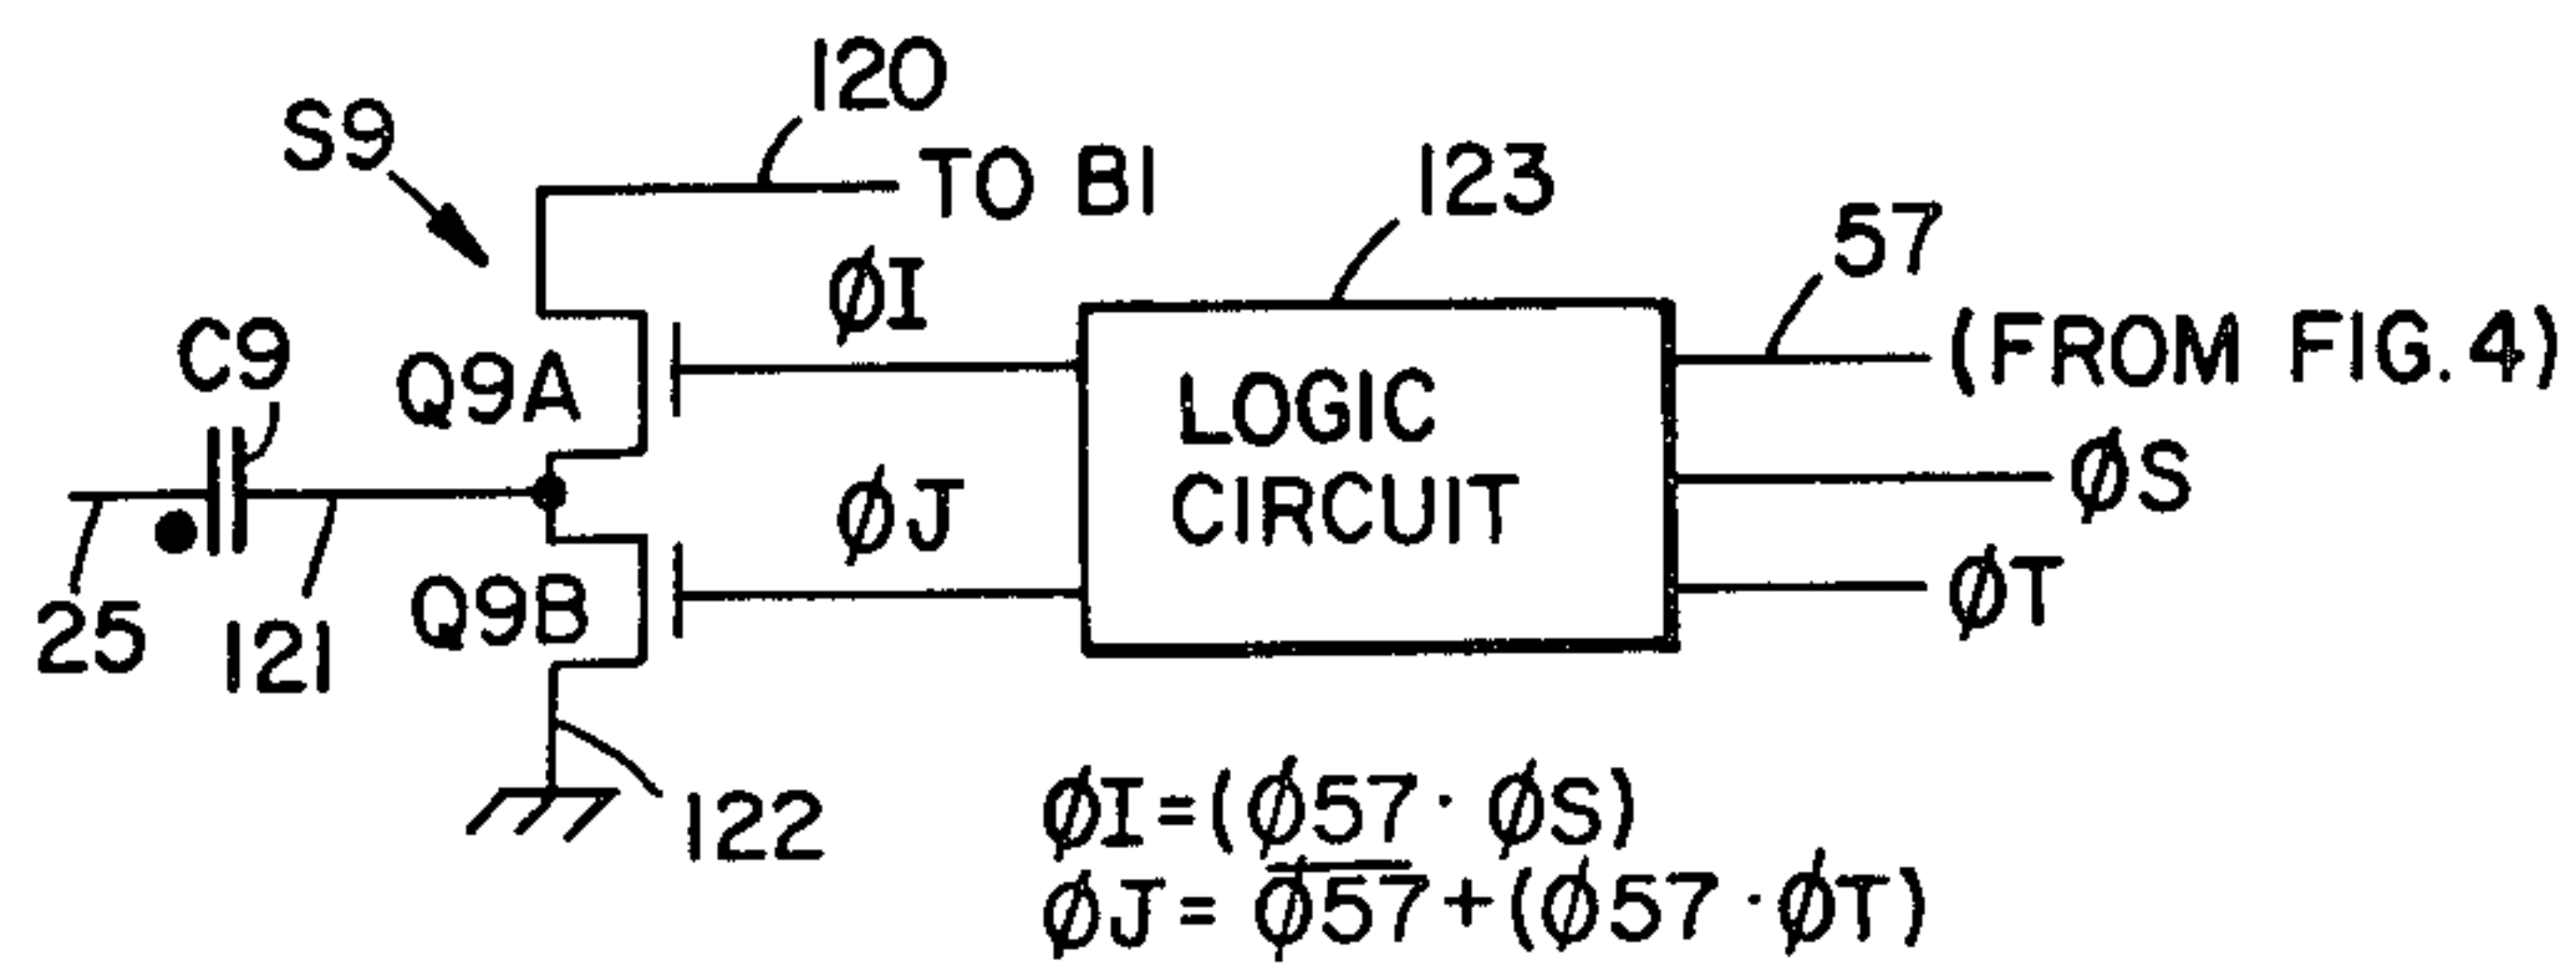 120
S9
TO B1
123
57
ØI
(FROM FIG. 4)
C9
Q9A
LOGIC
CIRCUIT
ØS
ØJ
ØT
25
121
Q9B
122
ØI = (Ø57 · ØS)
ØJ = \overline{Ø57} + (Ø57 · ØT)